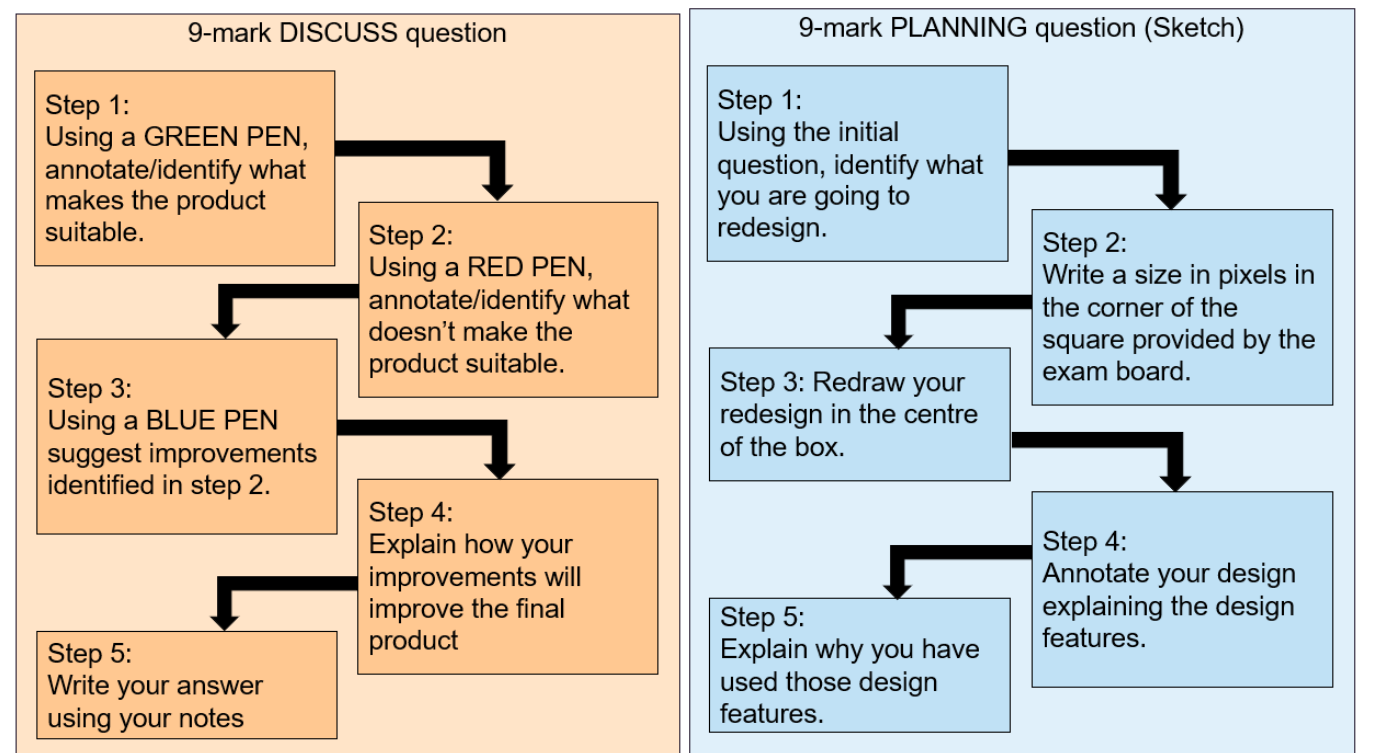 9-mark DISCUSS question
Step 1:
Using a GREEN PEN,
annotate/identify what
makes the product
suitable.
Step 2:
Using a RED PEN,
annotate/identify what
doesn’t make the
product suitable.
Step 3:
Using a BLUE PEN
suggest improvements
identified in step 2.
Step 4:
Explain how your
improvements will
improve the final
product
Step 5:
Write your answer
using your notes
9-mark PLANNING question (Sketch)
Step 1:
Using the initial
question, identify what
you are going to
redesign.
Step 2:
Write a size in pixels in
the corner of the
square provided by the
exam board.
Step 3: Redraw your
redesign in the centre
of the box.
Step 4:
Annotate your design
explaining the design
features.
Step 5:
Explain why you have
used those design
features.